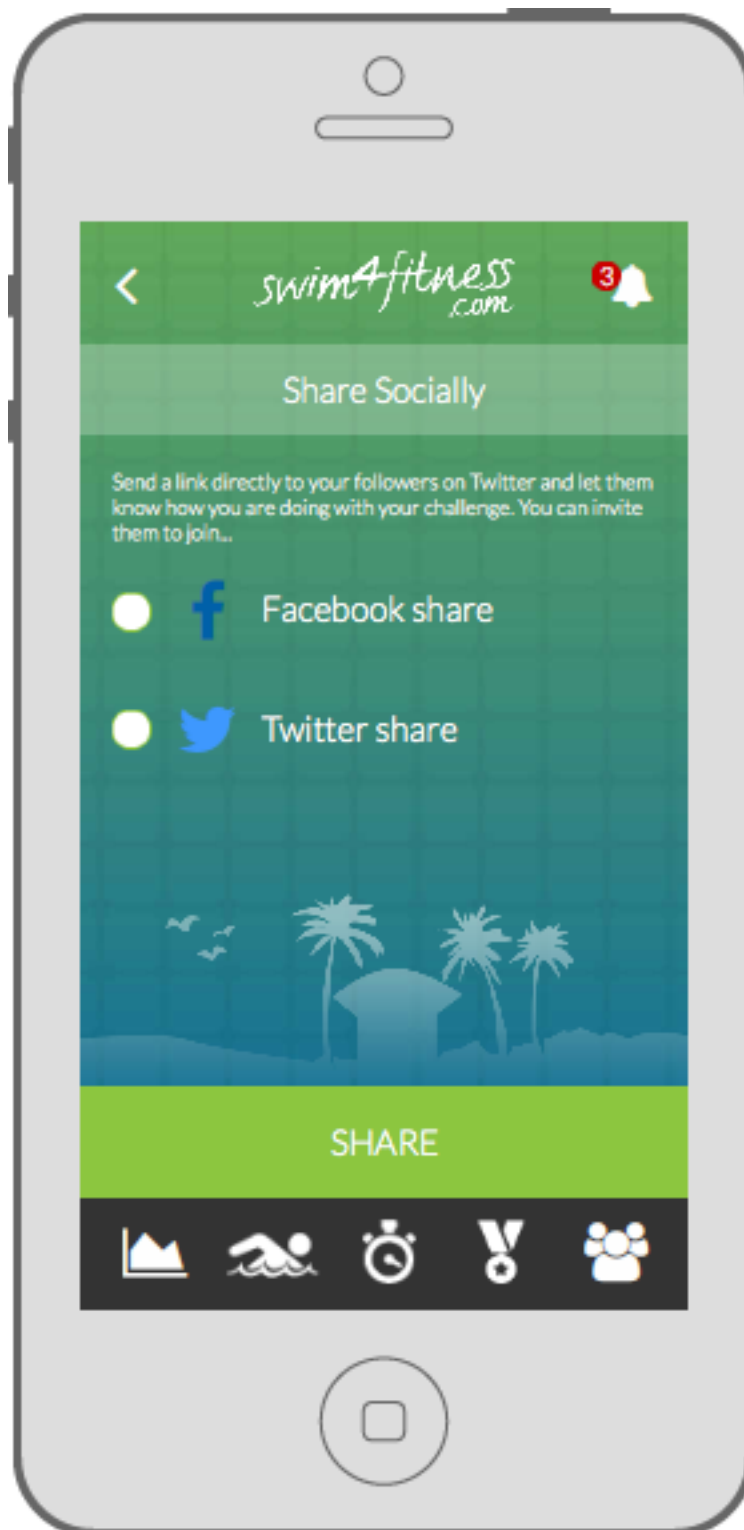 swim4fitness
.com
3
Share Socially
Send a link directly to your followers on Twitter and let them
know how you are doing with your challenge. You can invite
them to join...
Facebook share
Twitter share
SHARE